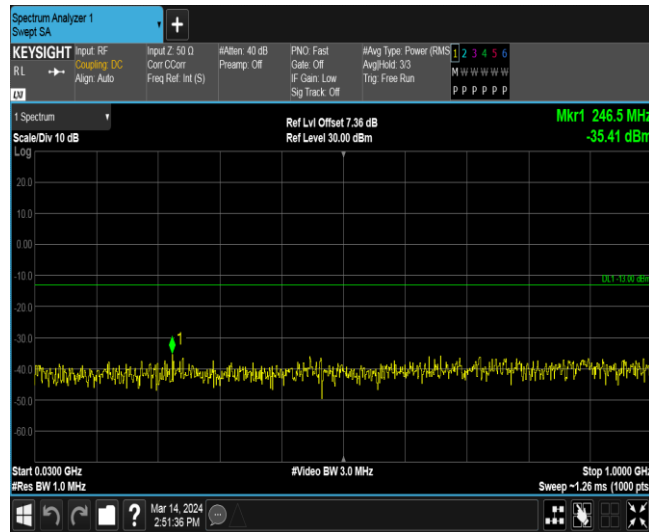 Spectrum Analyzer 1
Swept SA
+
KEYSIGHT
RL
LXI
Input: RF
Coupling: DC
Align: Auto
Input Z: 50 Ω
Corr CCorr
Freq Ref: Int (S)
#Atten: 40 dB
Preamp: Off
PNO: Fast
Gate: Off
IF Gain: Low
Sig Track: Off
#Avg Type: Power (RMS
Avg|Hold: 3/3
Trig: Free Run
1 2 3 4 5 6
M W W W W W
P P P P P P
1 Spectrum
Scale/Div 10 dB
Log
Ref Lvl Offset 7.36 dB
Ref Level 30.00 dBm
Mkr1 246.5 MHz
-35.41 dBm
20.0
10.0
0.00
-10.0
DL1 -13.00 dBm
-20.0
-30.0
1
-40.0
-50.0
-60.0
Start 0.0300 GHz
#Res BW 1.0 MHz
#Video BW 3.0 MHz
Stop 1.0000 GHz
Sweep ~1.26 ms (1000 pts
?
Mar 14, 2024
2:51:36 PM